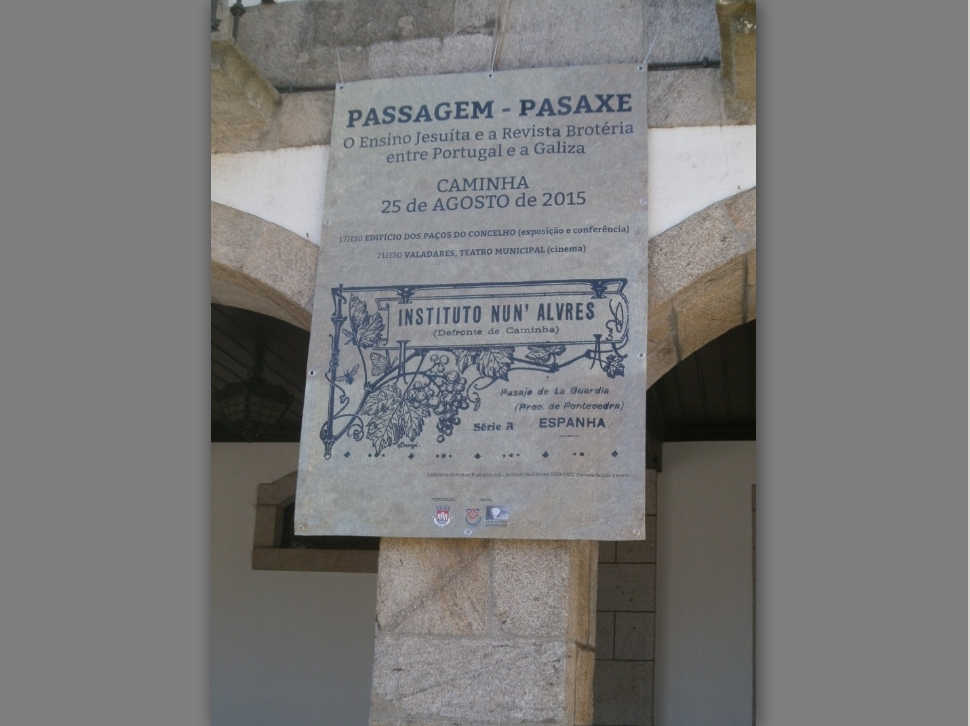 PASSAGEM - PASAXE
O Ensino Jesuíta e a Revista Brotéria
entre Portugal e a Galiza
CAMINHA
25 de AGOSTO de 2015
17H30 EDIFÍCIO DOS PAÇOS DO CONCELHO (exposição e conferência)
21H30 VALADARES, TEATRO MUNICIPAL (cinema)
INSTITUTO NUN' ALVRES
(Defronte de Caminha)
Pasaje de La Guardia
(Proc. de Pontevedra)
Série A ESPANHA